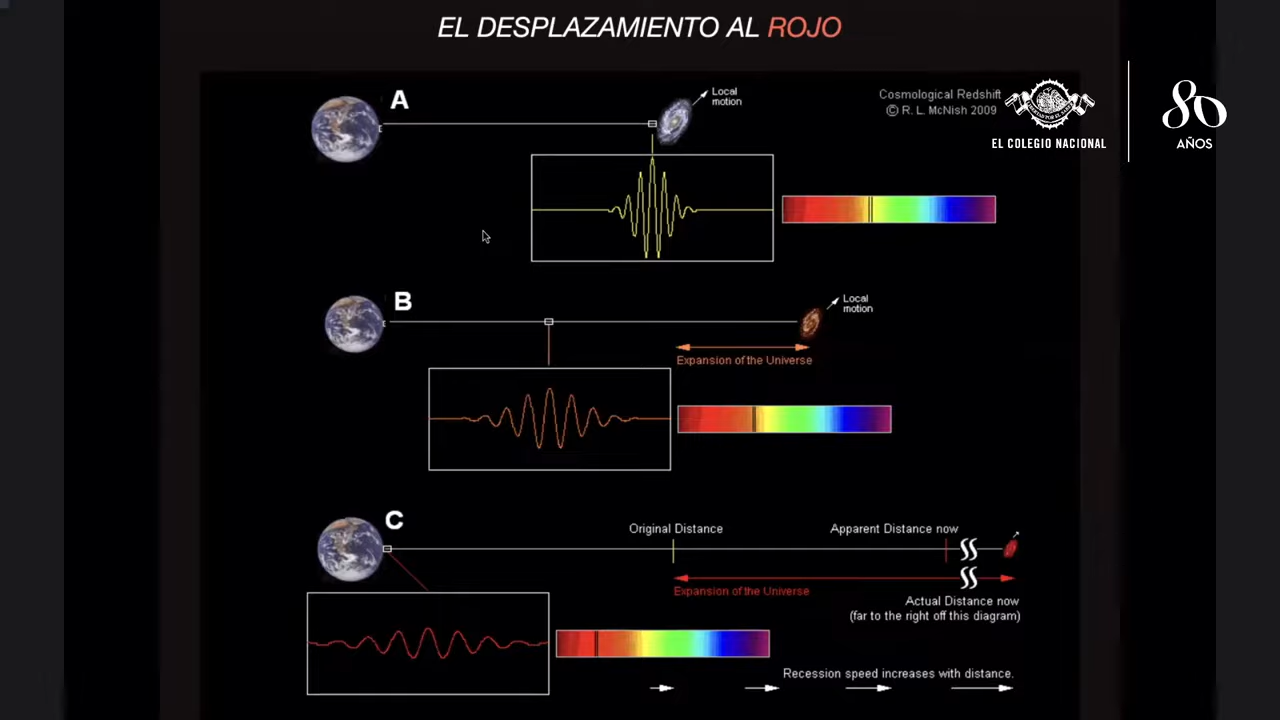 EL DESPLAZAMIENTO AL ROJO
A
Local
motion
Cosmological Redshift
© R. L. McNish 2009
EL COLEGIO NACIONAL
80
AÑOS
B
Local
motion
Expansion of the Universe
C
Original Distance
Apparent Distance now
Expansion of the Universe
Actual Distance now
(far to the right off this diagram)
Recession speed increases with distance.